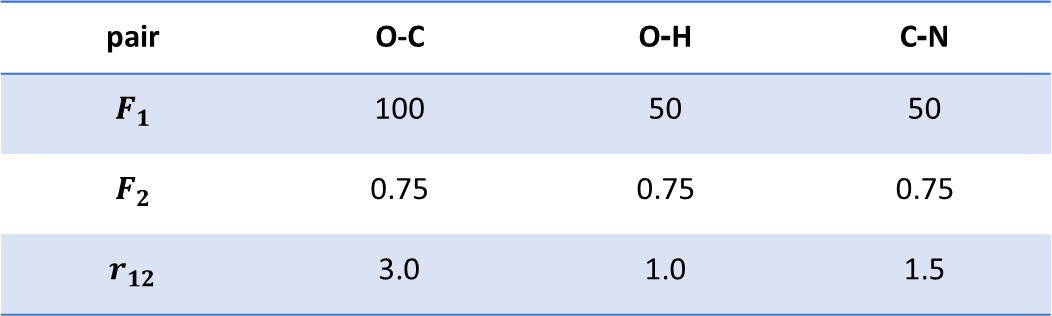 pair O-C O-H C-N
F₁ 100 50 50
F₂ 0.75 0.75 0.75
r₁₂ 3.0 1.0 1.5